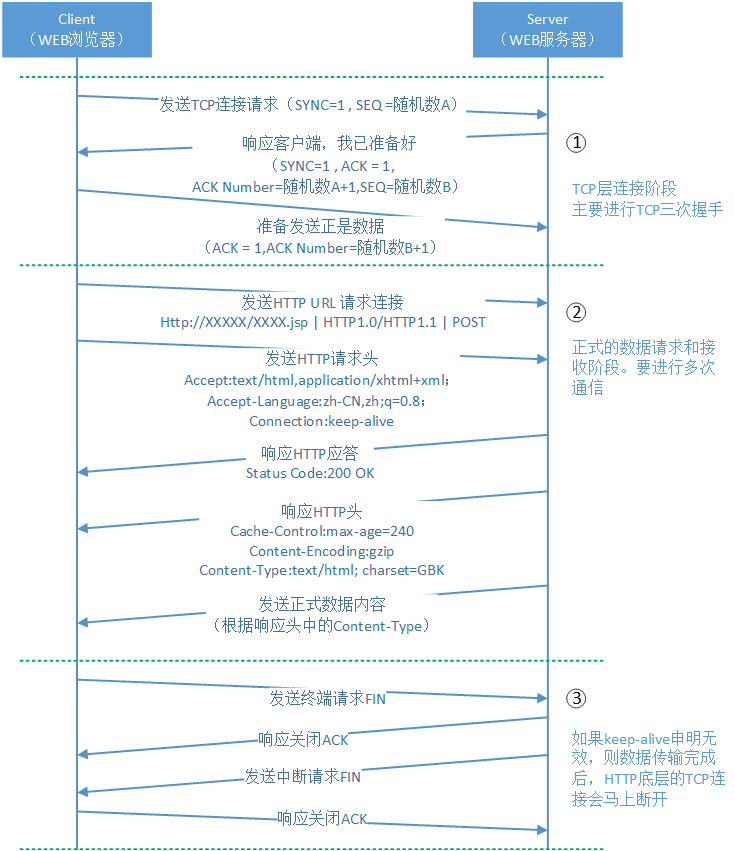 Client
（WEB浏览器）
Server
（WEB服务器）
发送TCP连接请求（SYNC=1 , SEQ =随机数A）
响应客户端，我已准备好
（SYNC=1 , ACK = 1,
ACK Number=随机数A+1,SEQ=随机数B）
①
TCP层连接阶段
主要进行TCP三次握手
准备发送正是数据
（ACK = 1,ACK Number=随机数B+1）
发送HTTP URL 请求连接
Http://XXXXX/XXXX.jsp | HTTP1.0/HTTP1.1 | POST
②
正式的数据请求和接
收阶段。要进行多次
通信
发送HTTP请求头
Accept:text/html,application/xhtml+xml；
Accept-Language:zh-CN,zh;q=0.8；
Connection:keep-alive
响应HTTP应答
Status Code:200 OK
响应HTTP头
Cache-Control:max-age=240
Content-Encoding:gzip
Content-Type:text/html; charset=GBK
发送正式数据内容
（根据响应头中的Content-Type）
发送终端请求FIN
③
如果keep-alive申明无
效，则数据传输完成
后，HTTP底层的TCP连
接会马上断开
响应关闭ACK
发送中断请求FIN
响应关闭ACK